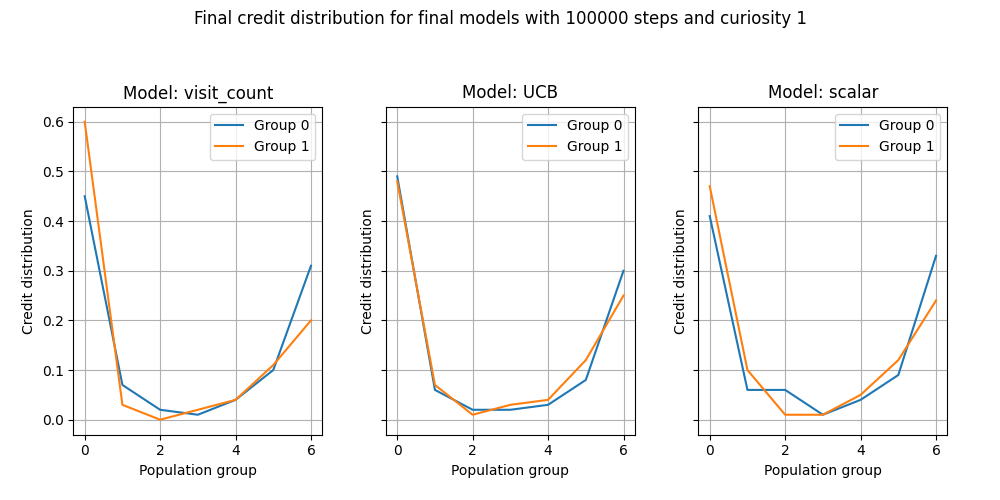 Final credit distribution for final models with 100000 steps and curiosity 1
Model: visit_count
Group 0
Group 1
0.6
0.5
0.4
0.3
0.2
0.1
0.0
Credit distribution
0 2 4 6
Population group
Model: UCB
Group 0
Group 1
Credit distribution
0 2 4 6
Population group
Model: scalar
Group 0
Group 1
Credit distribution
0 2 4 6
Population group